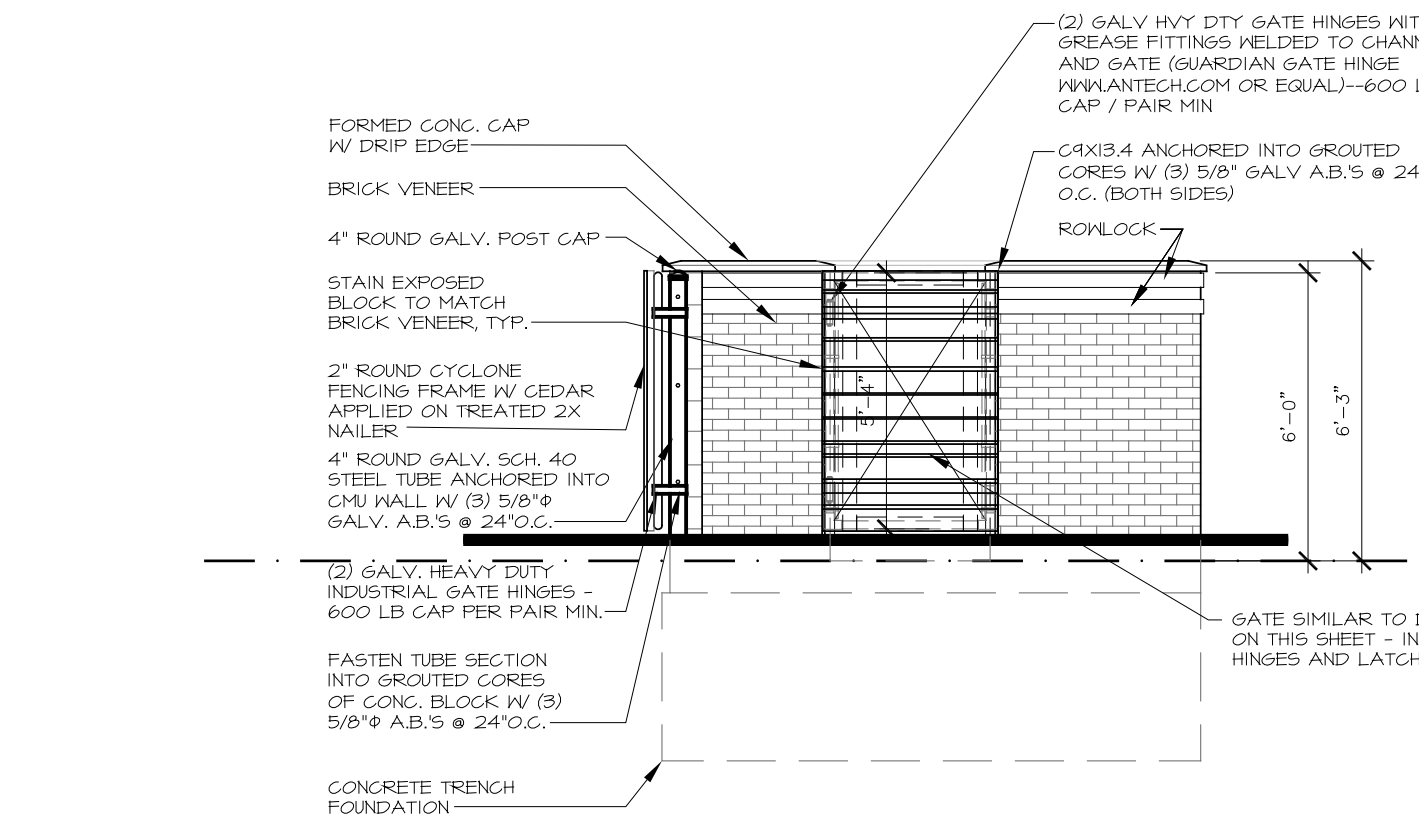 FORMED CONC. CAP
W/ DRIP EDGE
BRICK VENEER
4" ROUND GALV. POST CAP
STAIN EXPOSED
BLOCK TO MATCH
BRICK VENEER, TYP.
2" ROUND CYCLONE
FENCING FRAME W/ CEDAR
APPLIED ON TREATED 2X
NAILER
4" ROUND GALV. SCH. 40
STEEL TUBE ANCHORED INTO
CMU WALL W/ (3) 5/8"Φ
GALV. A.B.'S @ 24"O.C.
(2) GALV. HEAVY DUTY
INDUSTRIAL GATE HINGES -
600 LB CAP PER PAIR MIN.
FASTEN TUBE SECTION
INTO GROUTED CORES
OF CONC. BLOCK W/ (3)
5/8"Φ A.B.'S @ 24"O.C.
CONCRETE TRENCH
FOUNDATION
(2) GALV HVY DTY GATE HINGES WIT
GREASE FITTINGS WELDED TO CHANN
AND GATE (GUARDIAN GATE HINGE
WWW.ANTECH.COM OR EQUAL)--600 L
CAP / PAIR MIN
C9X13.4 ANCHORED INTO GROUTED
CORES W/ (3) 5/8" GALV A.B.'S @ 24
O.C. (BOTH SIDES)
ROWLOCK
5'-4"
6'-0"
6'-3"
GATE SIMILAR TO
ON THIS SHEET - IN
HINGES AND LATCH